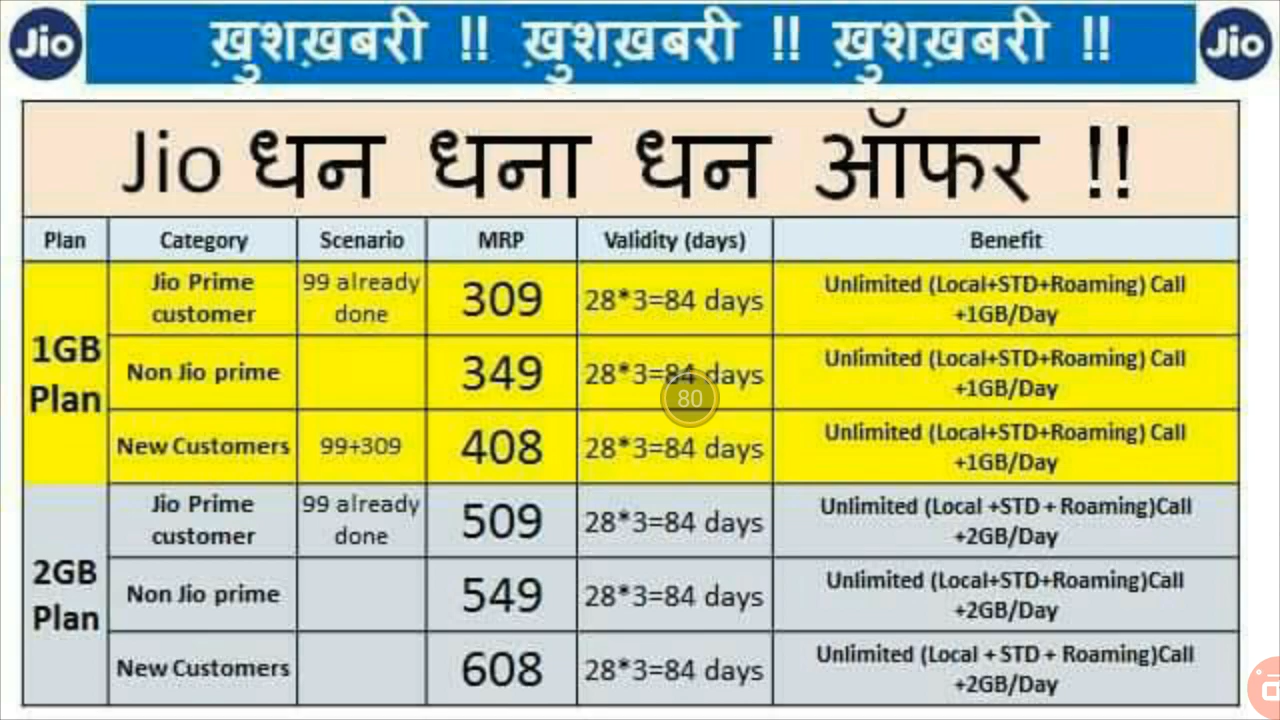 Jio ख़ुशख़बरी !! ख़ुशख़बरी !! ख़ुशख़बरी !! Jio
Jio धन धना धन ऑफर !!
Plan Category Scenario MRP Validity (days) Benefit
1GB Plan
Jio Prime customer 99 already done 309 28*3=84 days Unlimited (Local+STD+Roaming) Call +1GB/Day
Non Jio prime 349 28*3=84 days Unlimited (Local+STD+Roaming) Call +1GB/Day
80
New Customers 99+309 408 28*3=84 days Unlimited (Local+STD+Roaming) Call +1GB/Day
2GB Plan
Jio Prime customer 99 already done 509 28*3=84 days Unlimited (Local +STD + Roaming)Call +2GB/Day
Non Jio prime 549 28*3=84 days Unlimited (Local+STD+Roaming)Call +2GB/Day
New Customers 608 28*3=84 days Unlimited (Local + STD + Roaming)Call +2GB/Day